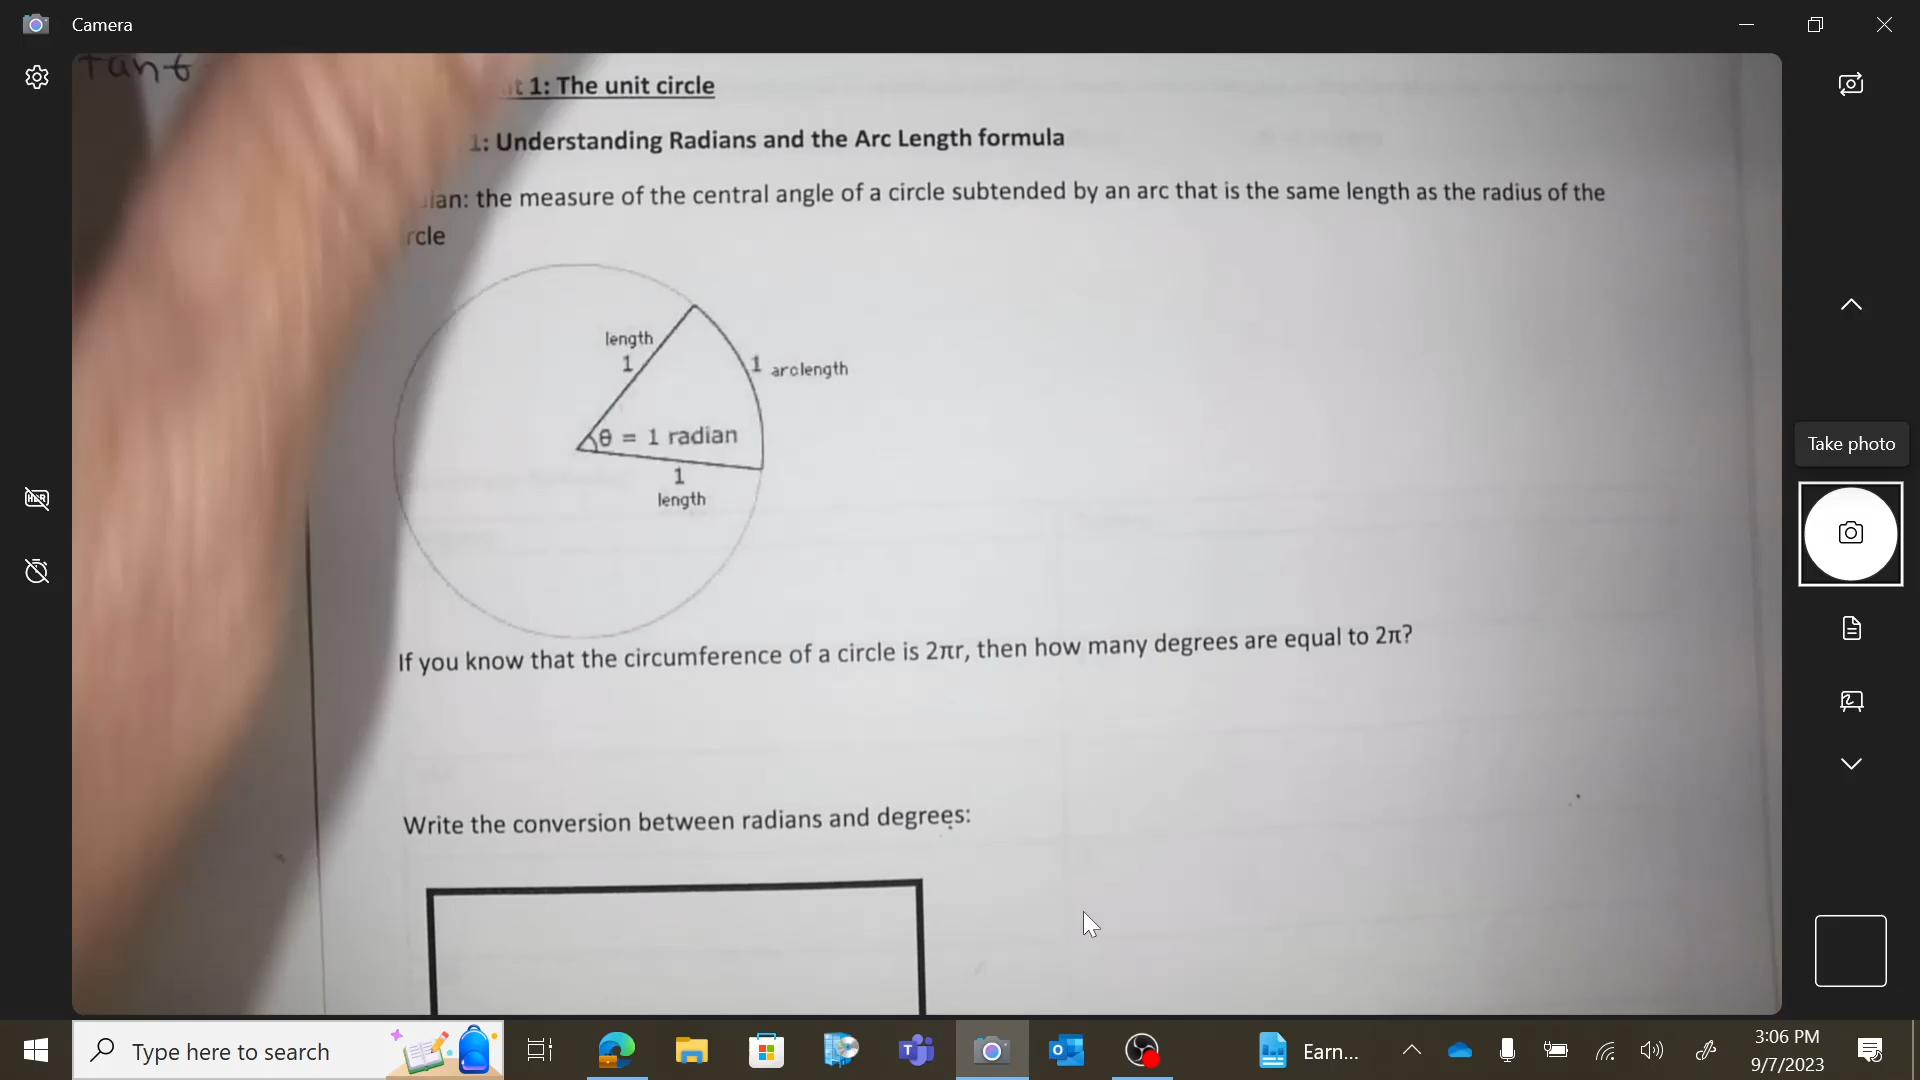 Camera
t 1: The unit circle
1: Understanding Radians and the Arc Length formula
ian: the measure of the central angle of a circle subtended by an arc that is the same length as the radius of the
rcle
length
1
1 arclength
θ = 1 radian
1
length
Take photo
If you know that the circumference of a circle is 2πr, then how many degrees are equal to 2π?
Write the conversion between radians and degrees:
Type here to search
Earn...
3:06 PM
9/7/2023